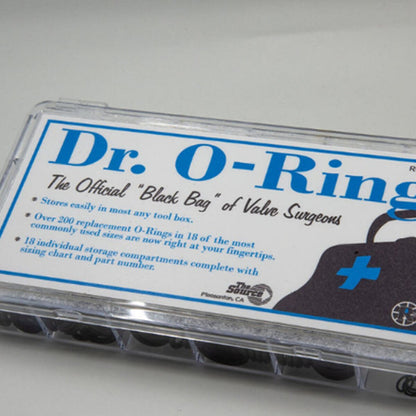 Dr. O-Ring
The Official "Black Bag" of Valve Surgeons
• Stores easily in most any tool box.
• Over 200 replacement O-Rings in 18 of the most
commonly used sizes are now right at your fingertips.
• 18 individual storage compartments complete with
sizing chart and part number.
The
Source
Pleasanton, CA